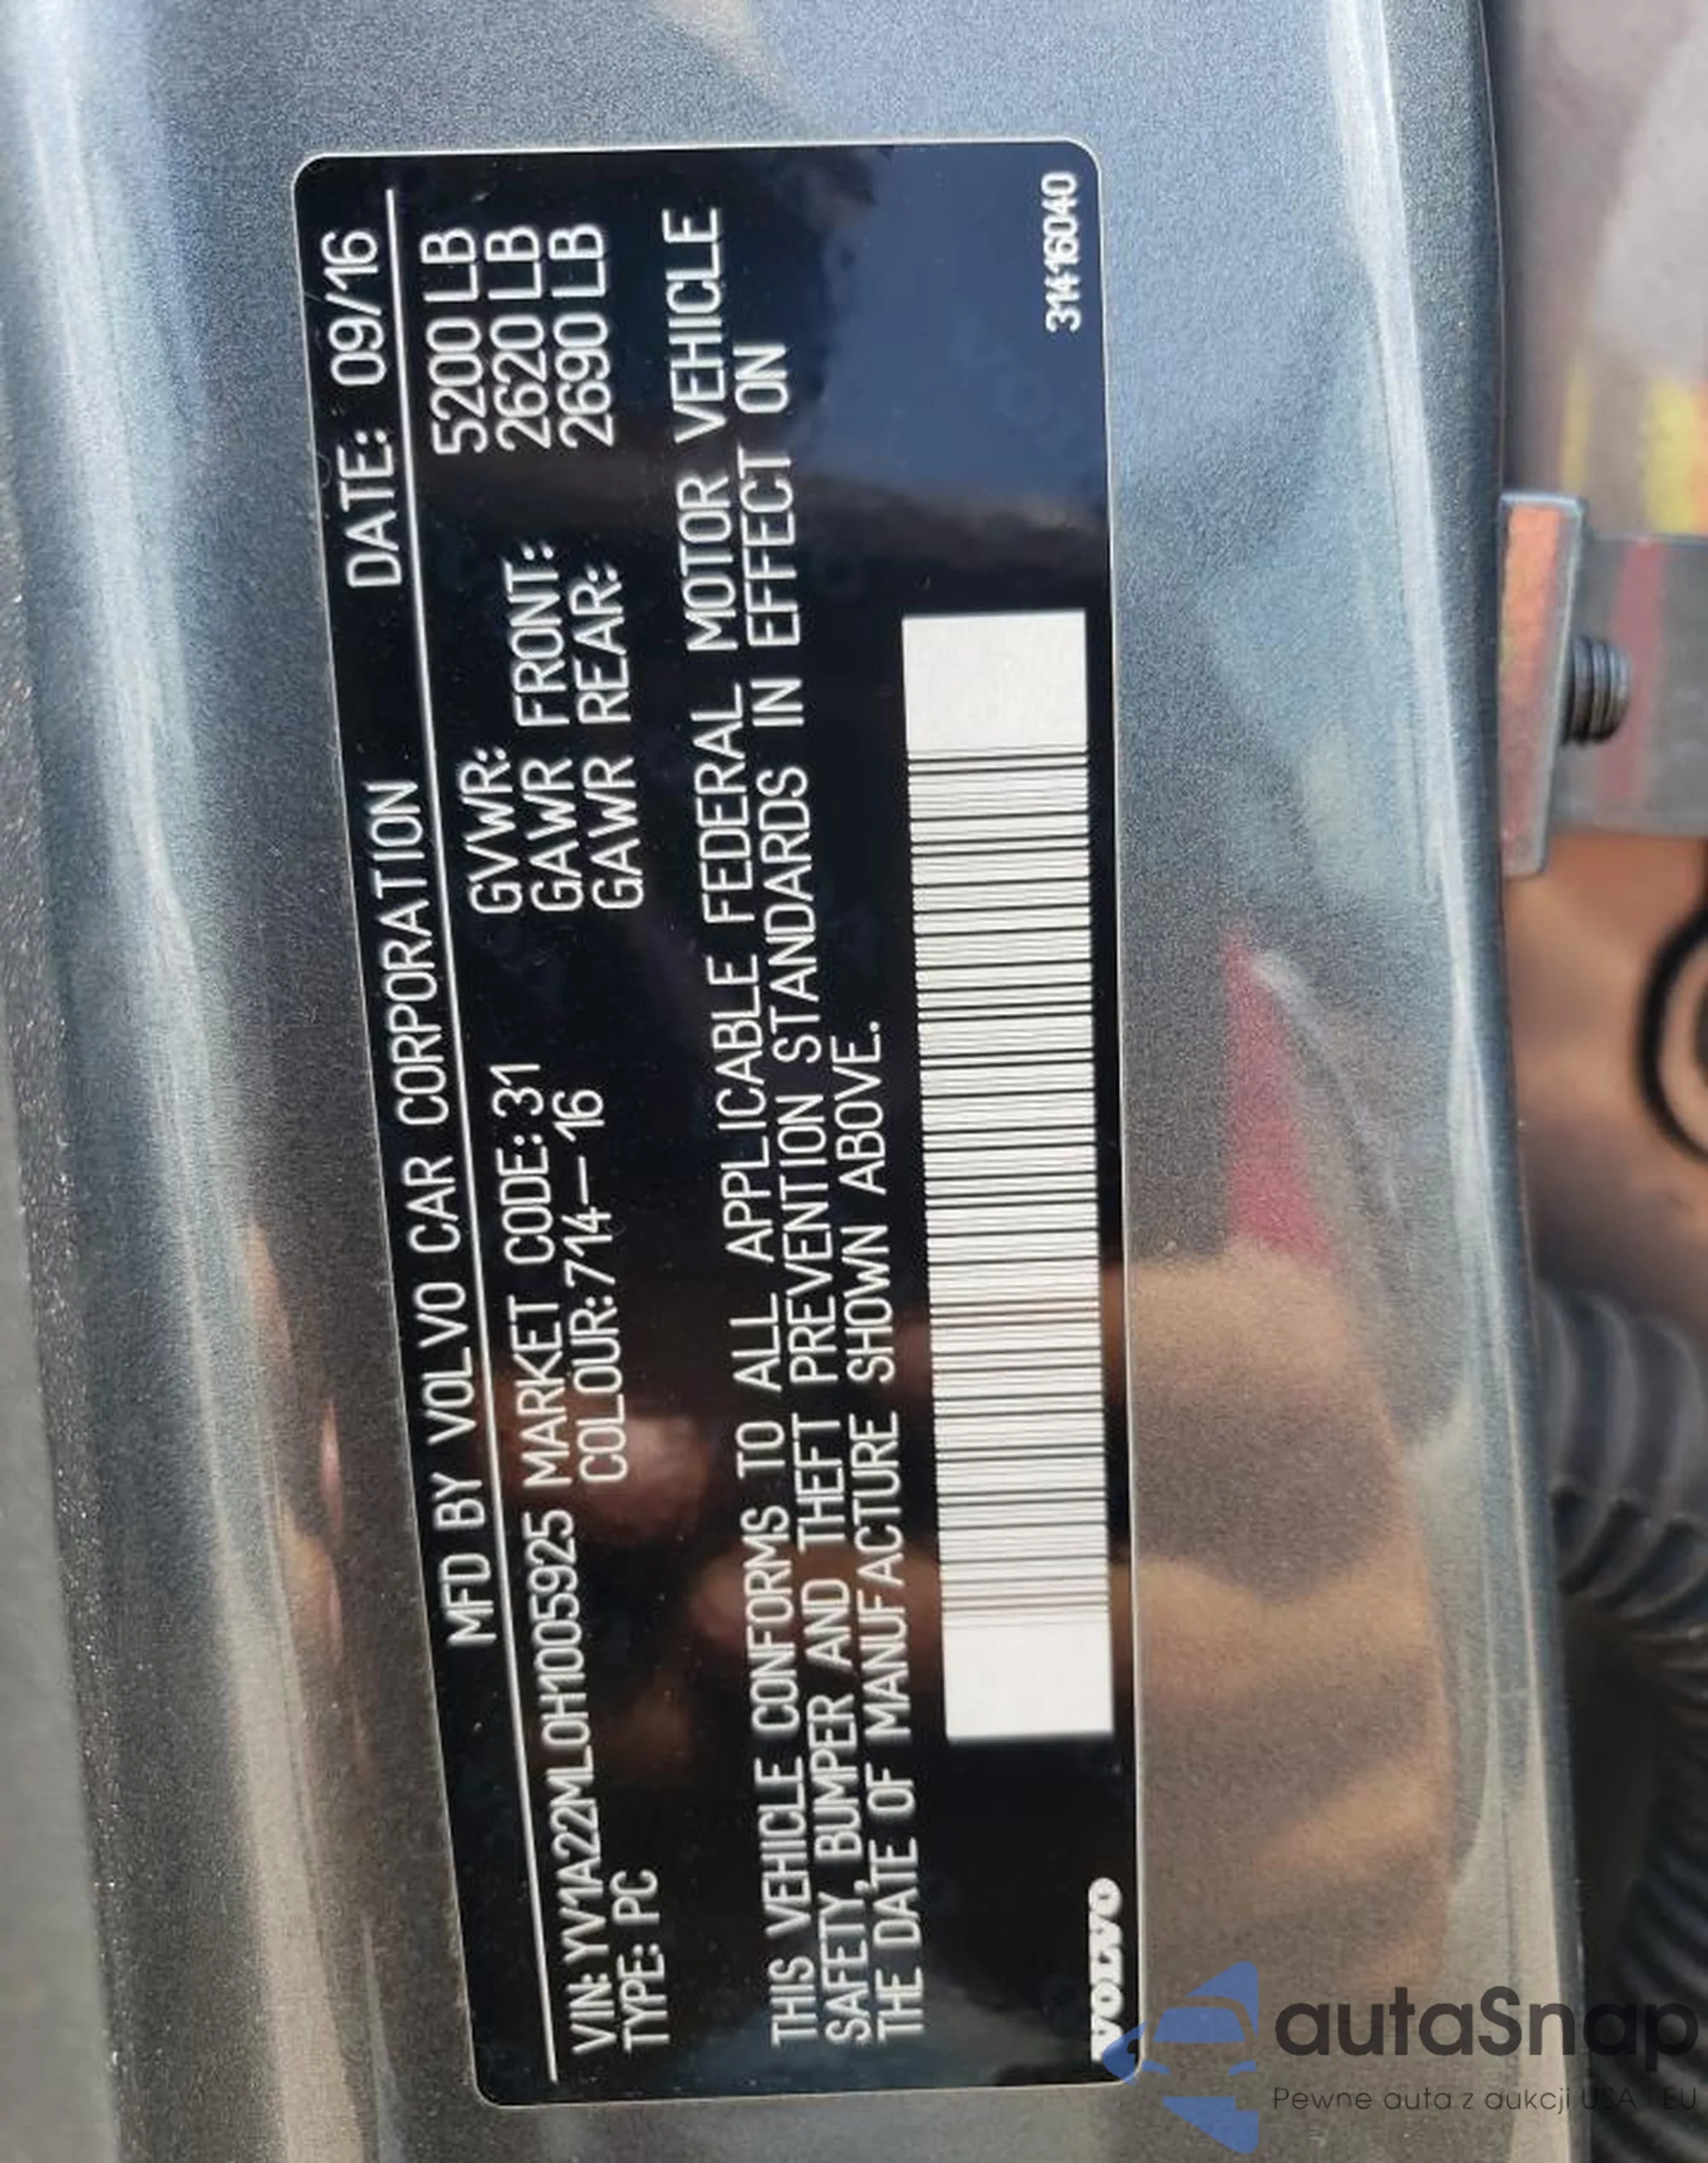 MFD BY VOLVO CAR CORPORATION DATE: 09/16
VIN: YV1A22ML0H1005925 MARKET CODE: 31 GVWR: 5200 LB
TYPE: PC COLOUR: 714-16 GAWR FRONT: 2620 LB
GAWR REAR: 2690 LB
THIS VEHICLE CONFORMS TO ALL APPLICABLE FEDERAL MOTOR VEHICLE
SAFETY, BUMPER AND THEFT PREVENTION STANDARDS IN EFFECT ON
THE DATE OF MANUFACTURE SHOWN ABOVE.
VOLVO 31416040
autaSnap
Pewne auta z aukcji USA i EU